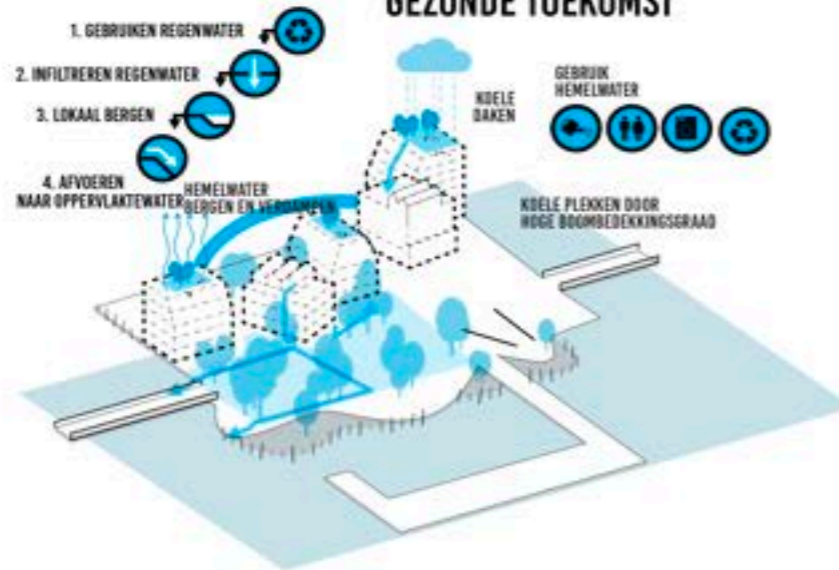 GEZONDE TOEKOMST
1. GEBRUIKEN REGENWATER
2. INFILTREREN REGENWATER
3. LOKAAL BERGEN
4. AFVOEREN
NAAR OPPERVLAKTEWATER
HEMELWATER
BERGEN EN VERDAMPEN
KOELE
DAKEN
GEBRUIK
HEMELWATER
KOELE PLEKKEN DOOR
HOGE BOOMBEDEKKINGSGRAAD